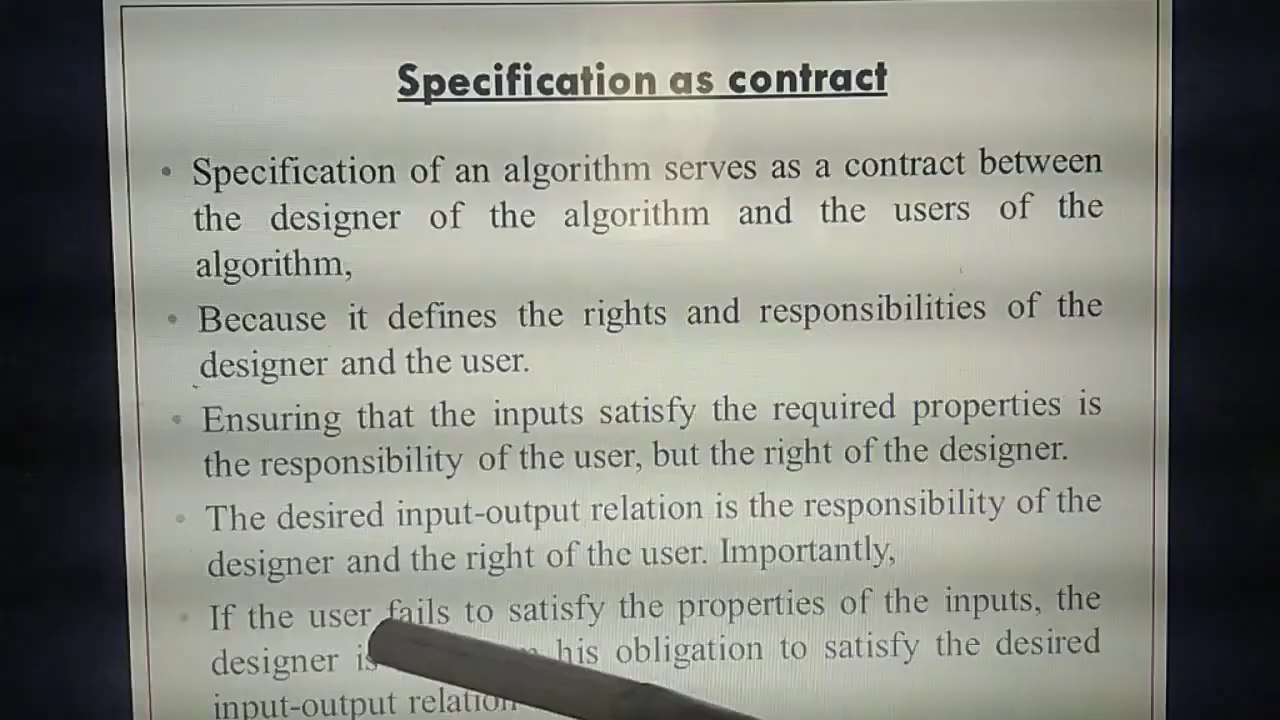 Specification as contract
• Specification of an algorithm serves as a contract between
the designer of the algorithm and the users of the
algorithm,
• Because it defines the rights and responsibilities of the
designer and the user.
• Ensuring that the inputs satisfy the required properties is
the responsibility of the user, but the right of the designer.
• The desired input-output relation is the responsibility of the
designer and the right of the user. Importantly,
• If the user fails to satisfy the properties of the inputs, the
designer is his obligation to satisfy the desired
input-output relation